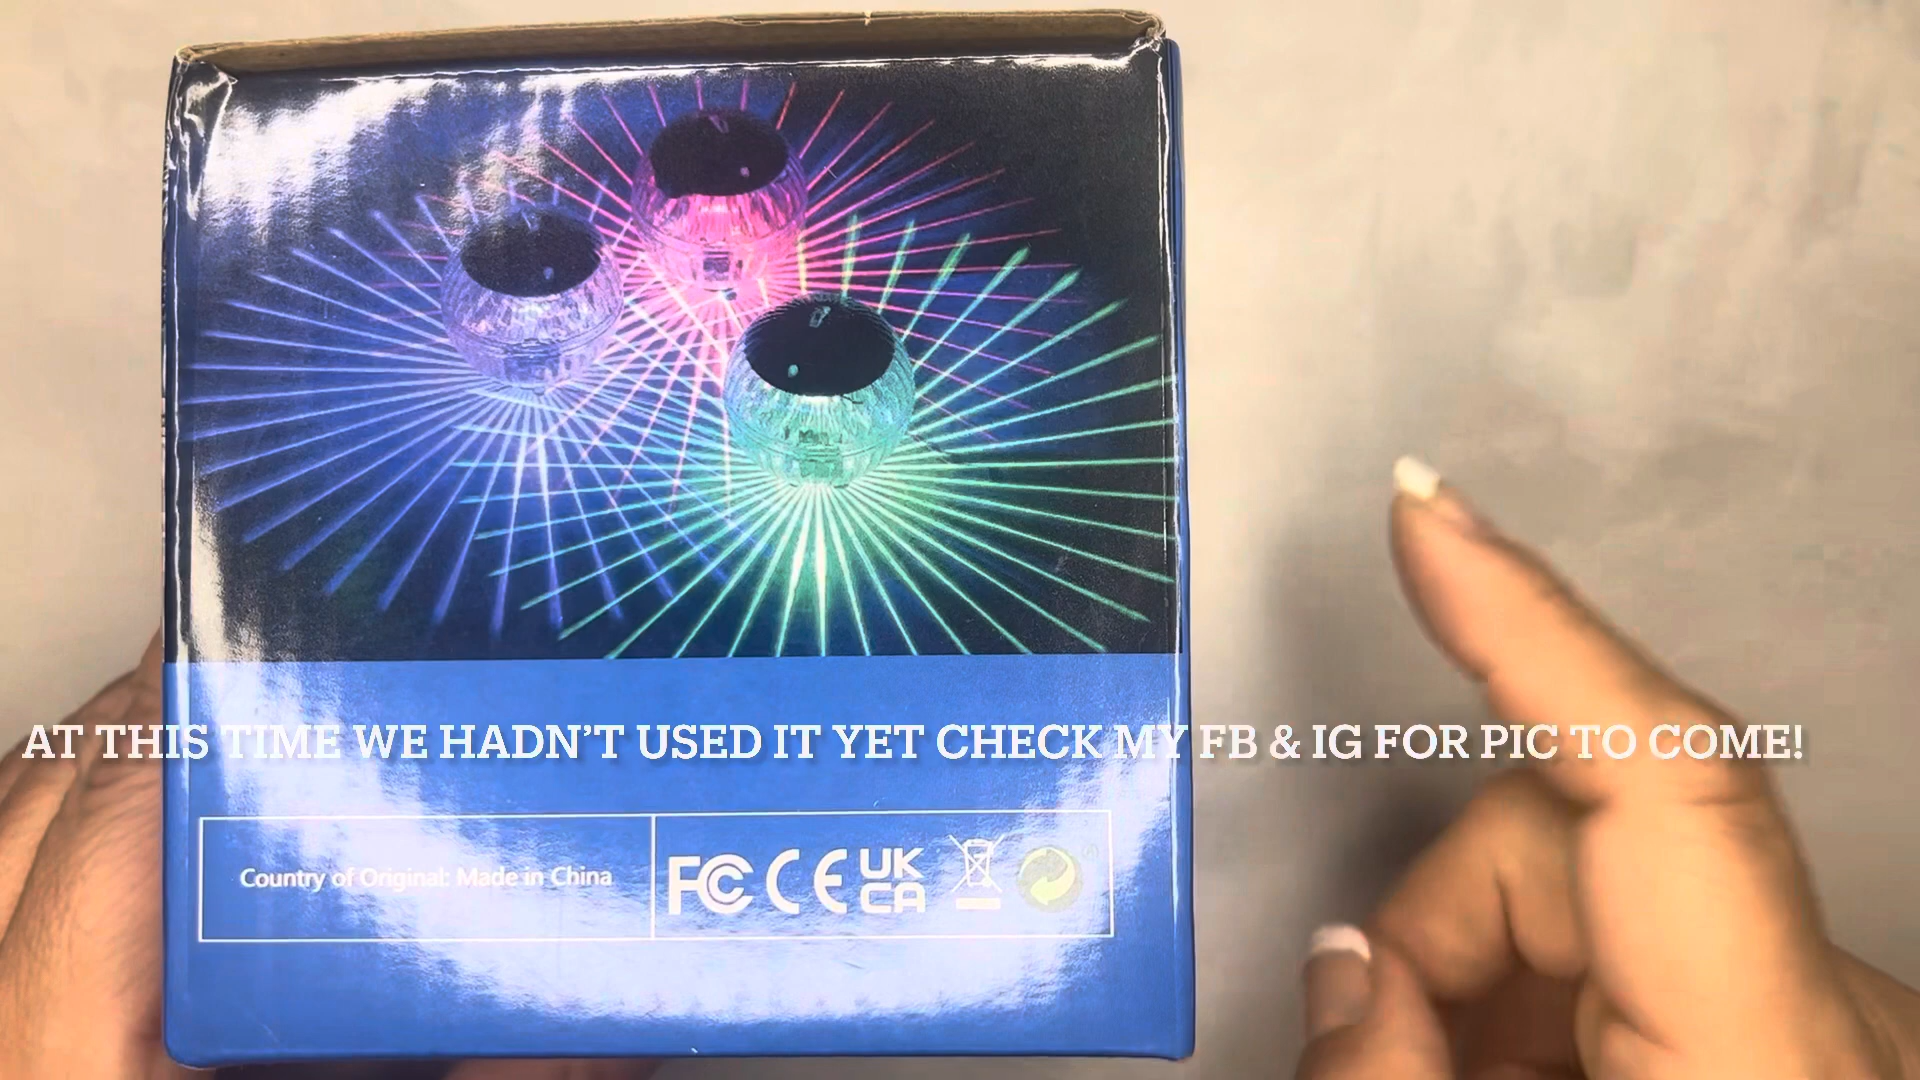 AT THIS TIME WE HADN'T USED IT YET CHECK MY FB & IG FOR PIC TO COME!
Country of Original: Made in China
FC CE UK
CA